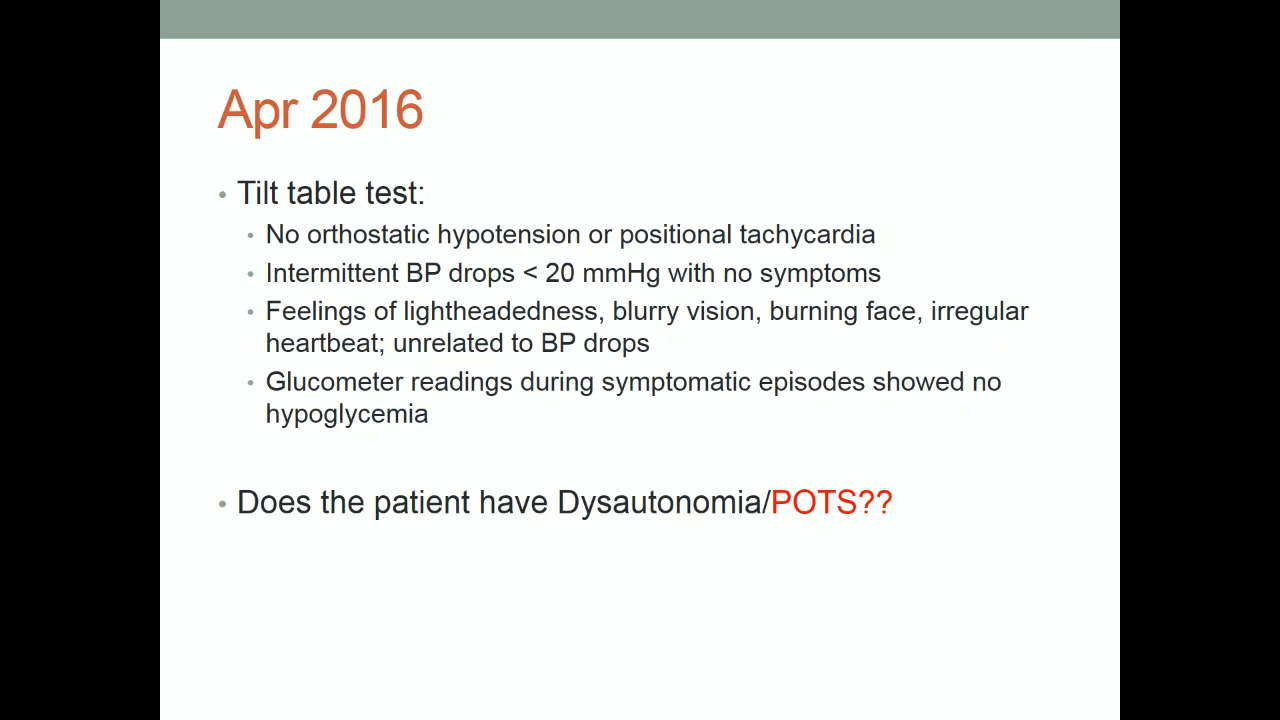 Apr 2016
• Tilt table test:
• No orthostatic hypotension or positional tachycardia
• Intermittent BP drops < 20 mmHg with no symptoms
• Feelings of lightheadedness, blurry vision, burning face, irregular
heartbeat; unrelated to BP drops
• Glucometer readings during symptomatic episodes showed no
hypoglycemia
• Does the patient have Dysautonomia/POTS??